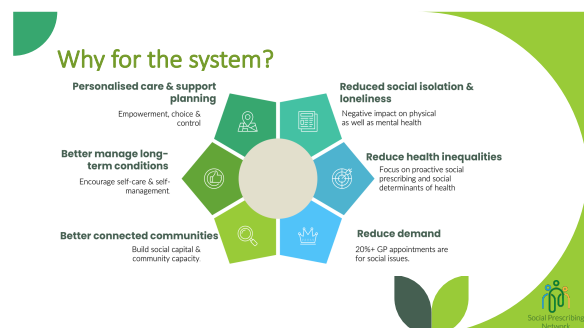 Why for the system?
Personalised care & support
planning
Empowerment, choice &
control
Better manage long-
term conditions
Encourage self-care & self-
management
Better connected communities
Build social capital &
community capacity.
Reduced social isolation &
loneliness
Negative impact on physical
as well as mental health
Reduce health inequalities
Focus on proactive social
prescribing and social
determinants of health
Reduce demand
20%+ GP appointments are
for social issues.
Social Prescribing
Network